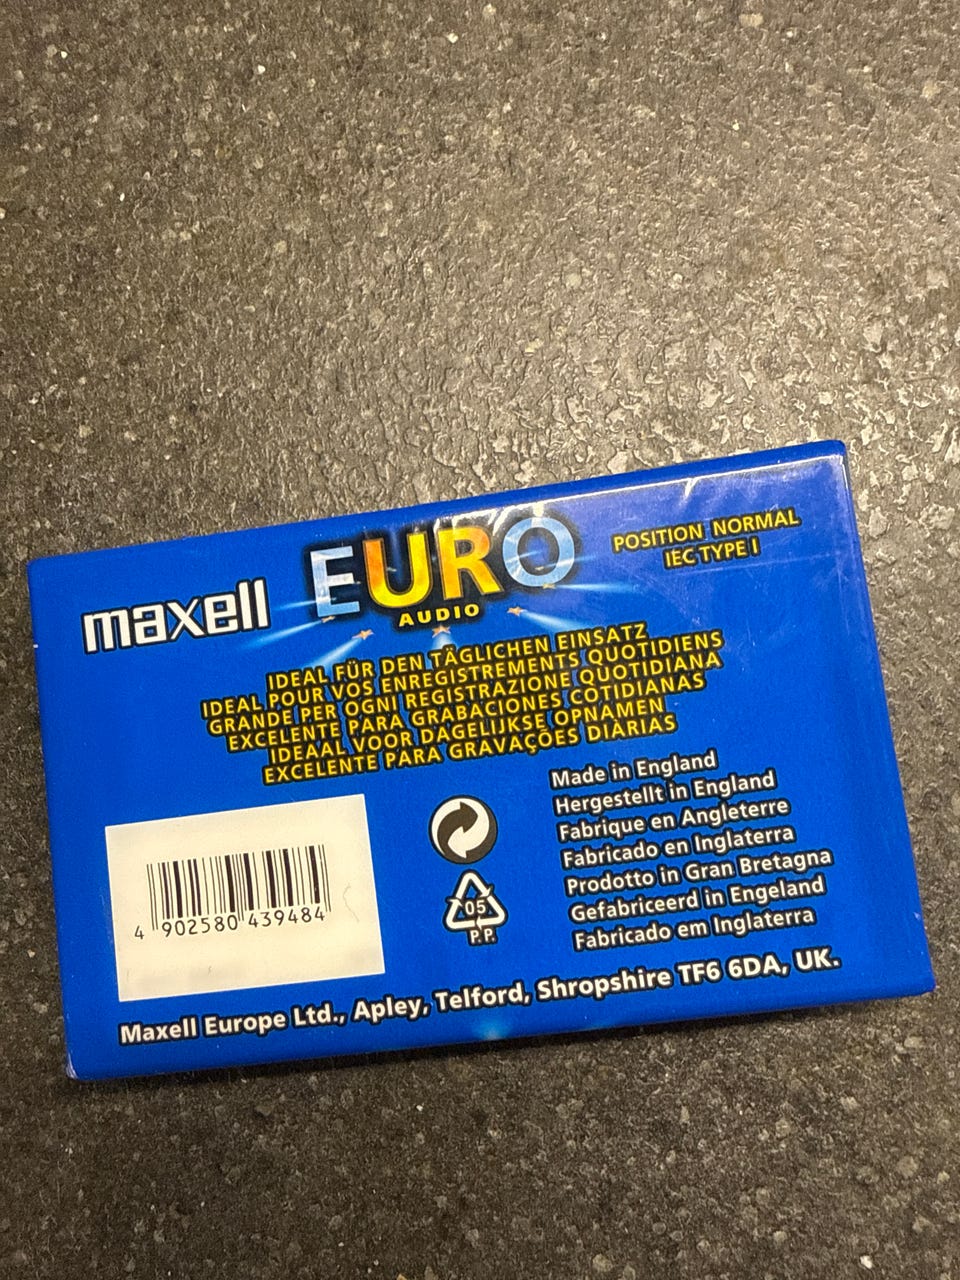 maxell
EURO
AUDIO
POSITION NORMAL
IEC TYPE I
IDEAL FÜR DEN TÄGLICHEN EINSATZ
IDEAL POUR VOS ENREGISTREMENTS QUOTIDIENS
GRANDE PER OGNI REGISTRAZIONE QUOTIDIANA
EXCELENTE PARA GRABACIONES COTIDIANAS
IDEAAL VOOR DAGELIJKSE OPNAMEN
EXCELENTE PARA GRAVAÇÕES DIÁRIAS
Made in England
Hergestellt in England
Fabrique en Angleterre
Fabricado en Inglaterra
Prodotto in Gran Bretagna
Gefabriceerd in Engeland
Fabricado em Inglaterra
4 902580 439484
05
P.P.
Maxell Europe Ltd., Apley, Telford, Shropshire TF6 6DA, UK.